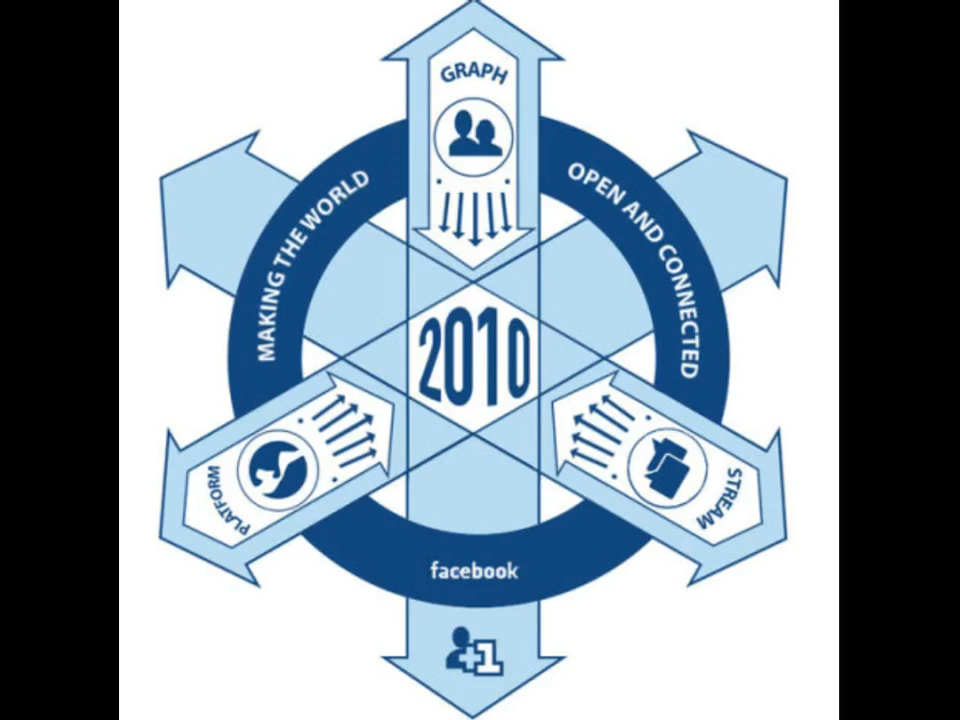 GRAPH
MAKING THE WORLD
OPEN AND CONNECTED
2010
PLATFORM
STREAM
facebook
+1